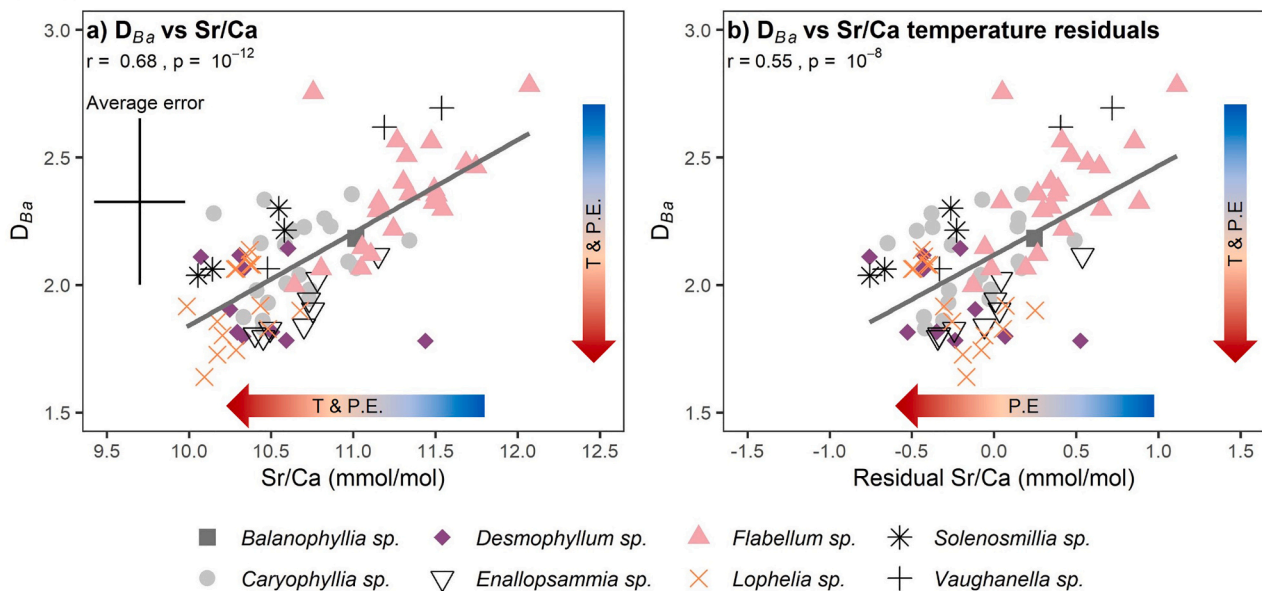 a) D_Ba vs Sr/Ca
r = 0.68 , p = 10^−12
Average error
3.0
2.5
2.0
1.5
D_Ba
T & P.E.
T & P.E.
9.5 10.0 10.5 11.0 11.5 12.0 12.5
Sr/Ca (mmol/mol)
b) D_Ba vs Sr/Ca temperature residuals
r = 0.55 , p = 10^−8
3.0
2.5
2.0
1.5
D_Ba
T & P.E.
P.E
-1.5 -1.0 -0.5 0.0 0.5 1.0 1.5
Residual Sr/Ca (mmol/mol)
Balanophyllia sp. Desmophyllum sp. Flabellum sp. Solenosmillia sp.
Caryophyllia sp. Enallopsammia sp. Lophelia sp. Vaughanella sp.